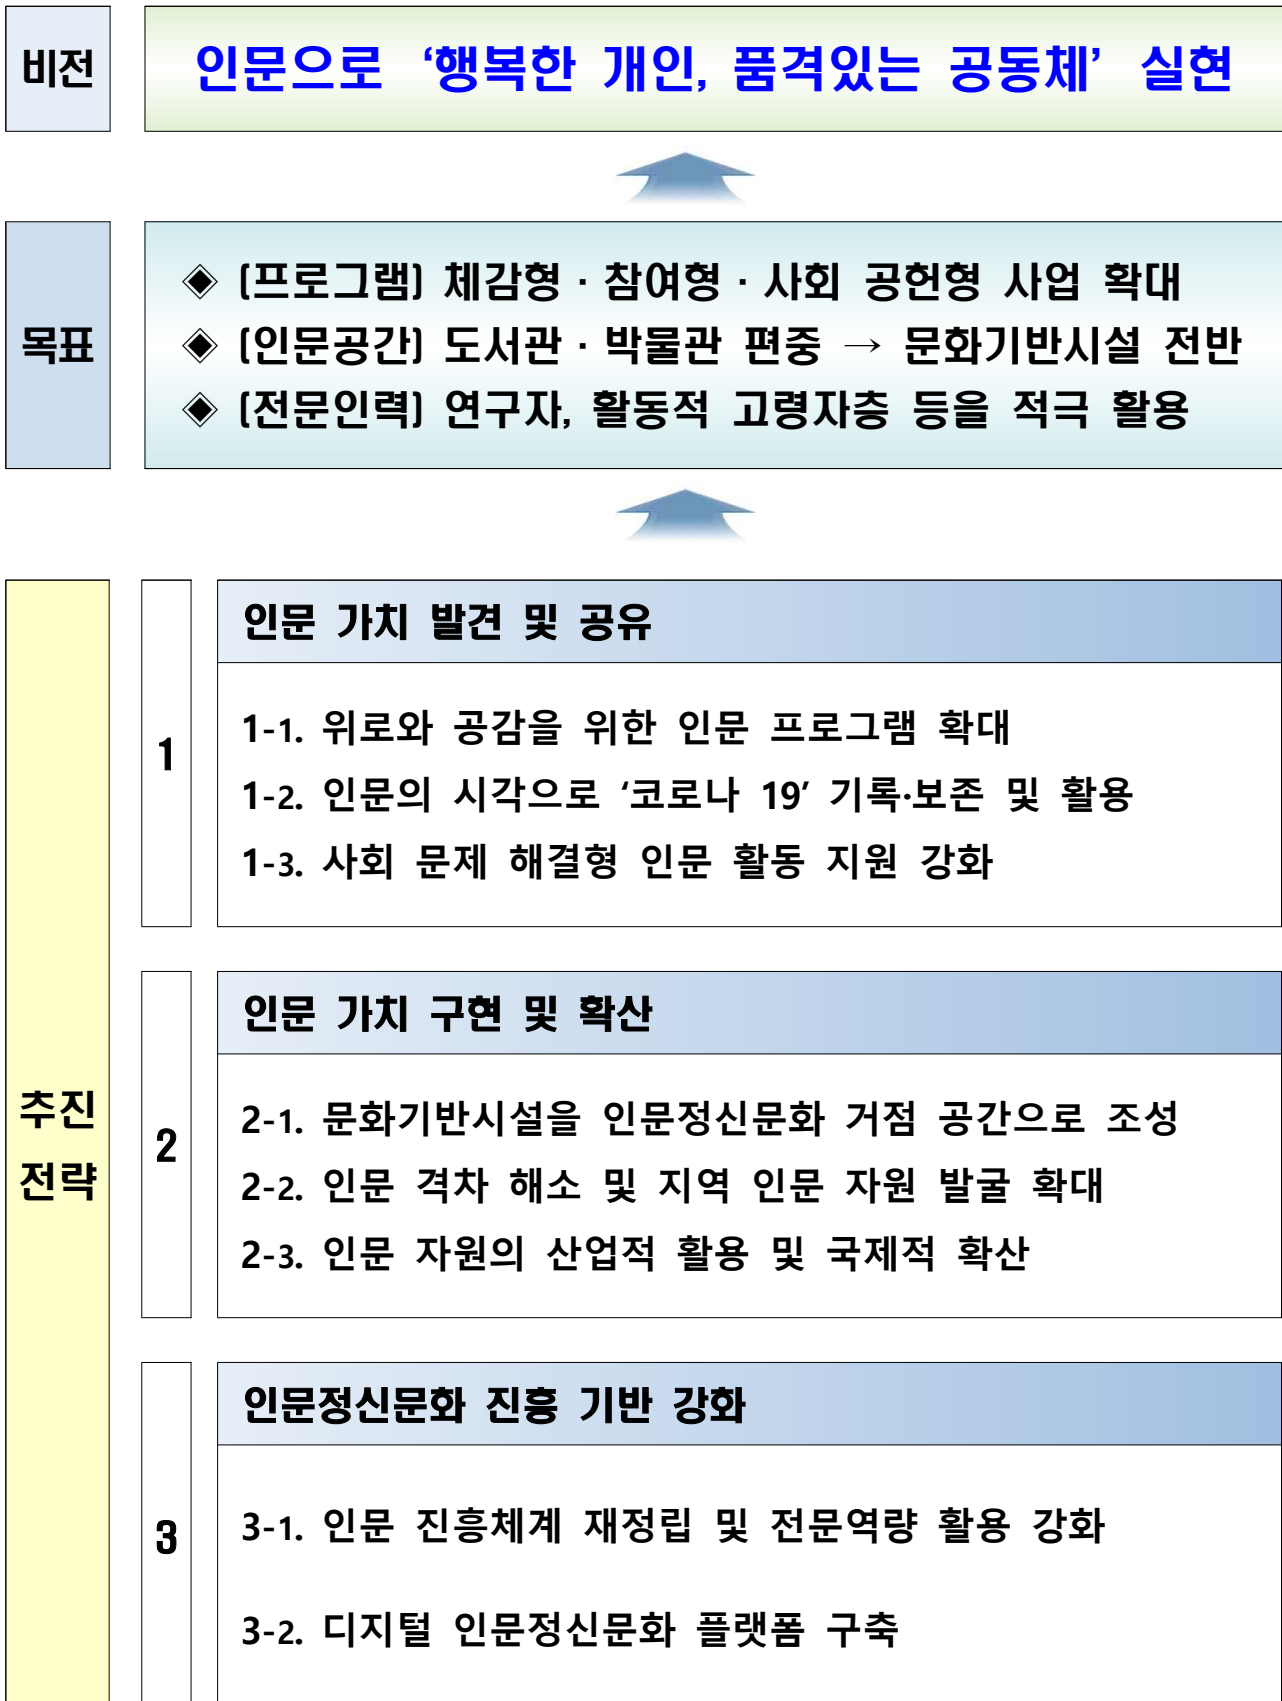 비전
인문으로 ‘행복한 개인, 품격있는 공동체’ 실현
목표
◈ [프로그램] 체감형 · 참여형 · 사회 공헌형 사업 확대
◈ [인문공간] 도서관 · 박물관 편중 → 문화기반시설 전반
◈ [전문인력] 연구자, 활동적 고령자층 등을 적극 활용
추진
전략
1
인문 가치 발견 및 공유
1-1. 위로와 공감을 위한 인문 프로그램 확대
1-2. 인문의 시각으로 ‘코로나 19’ 기록·보존 및 활용
1-3. 사회 문제 해결형 인문 활동 지원 강화
2
인문 가치 구현 및 확산
2-1. 문화기반시설을 인문정신문화 거점 공간으로 조성
2-2. 인문 격차 해소 및 지역 인문 자원 발굴 확대
2-3. 인문 자원의 산업적 활용 및 국제적 확산
3
인문정신문화 진흥 기반 강화
3-1. 인문 진흥체계 재정립 및 전문역량 활용 강화
3-2. 디지털 인문정신문화 플랫폼 구축